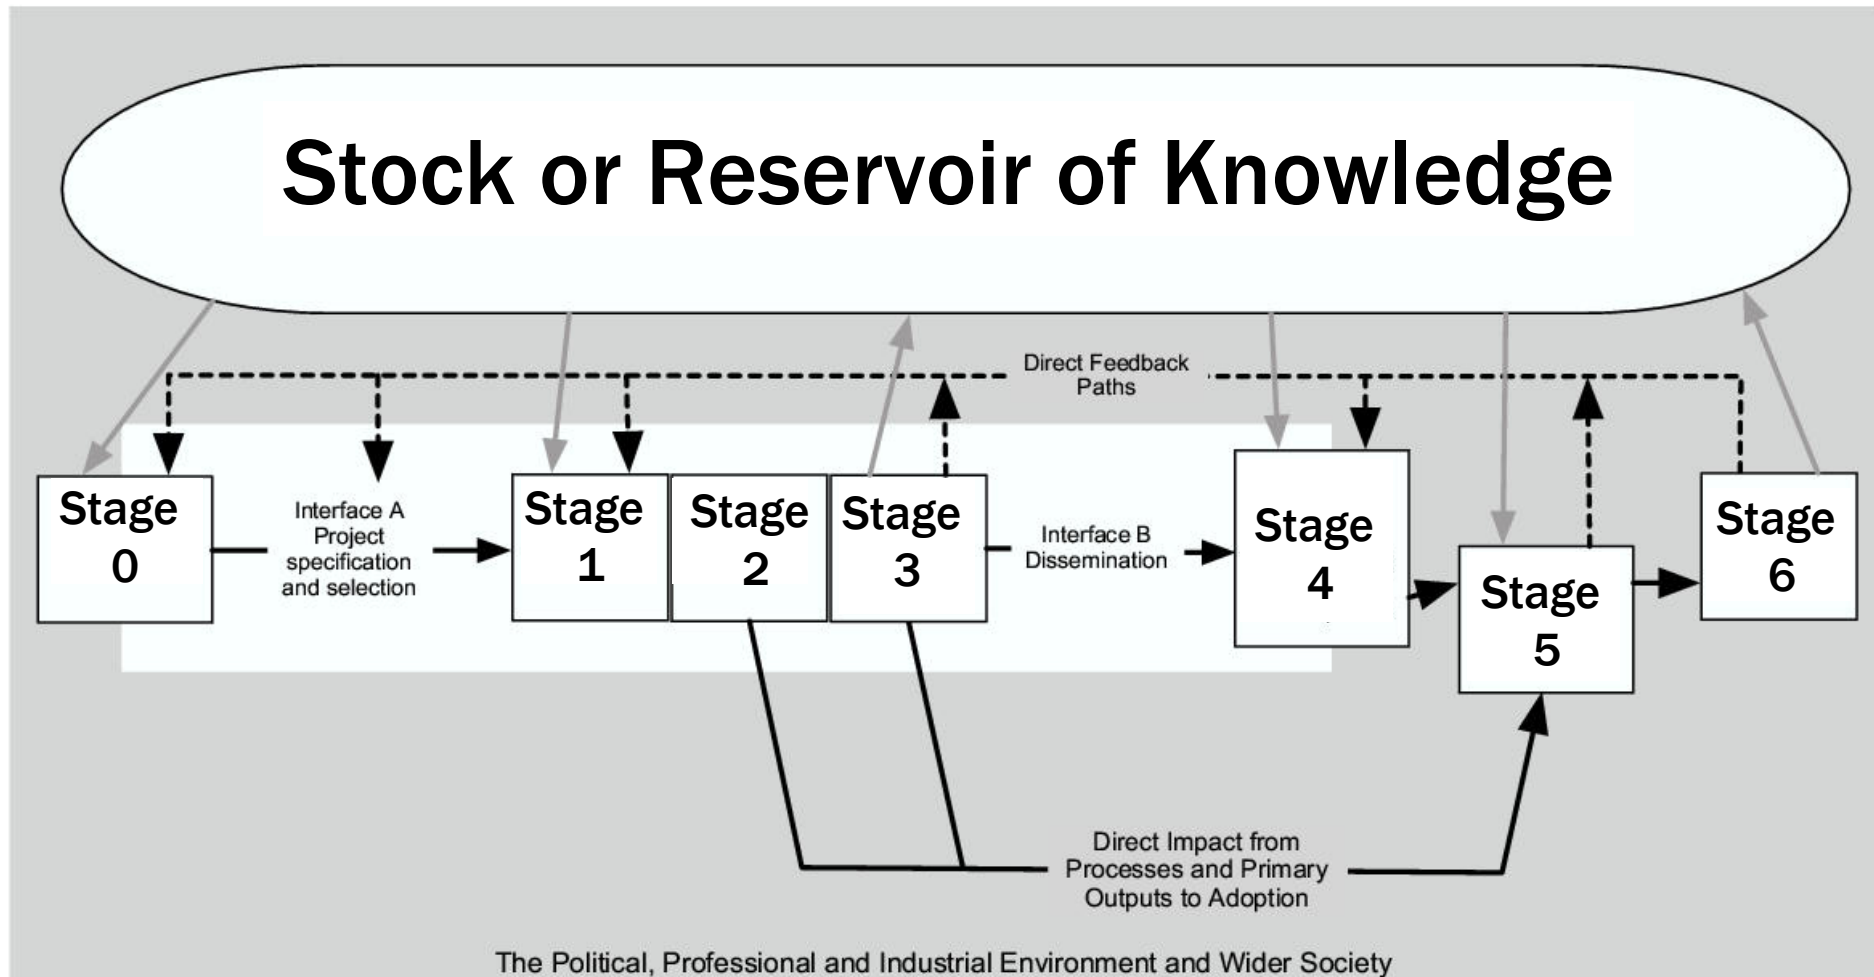 Stock or Reservoir of Knowledge
Direct Feedback
Paths
Stage
0
Interface A
Project
specification
and selection
Stage
1
Stage
2
Stage
3
Interface B
Dissemination
Stage
4
Stage
5
Stage
6
Direct Impact from
Processes and Primary
Outputs to Adoption
The Political, Professional and Industrial Environment and Wider Society